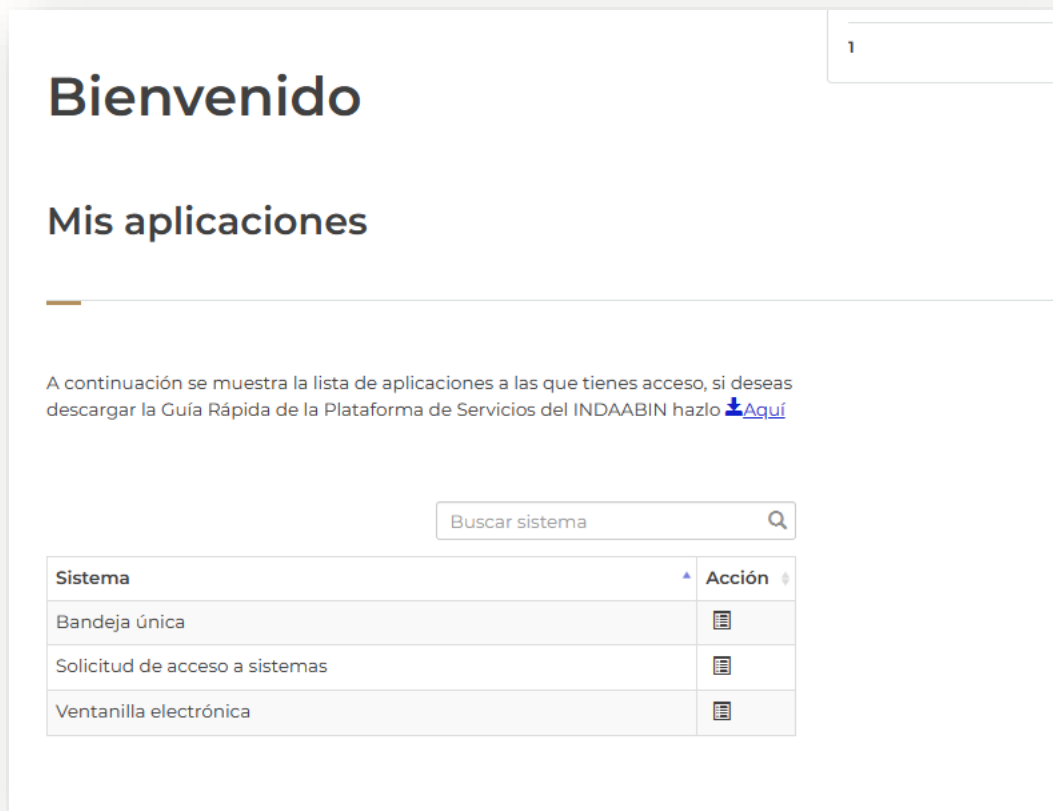 1
Bienvenido
Mis aplicaciones
A continuación se muestra la lista de aplicaciones a las que tienes acceso, si deseas
descargar la Guía Rápida de la Plataforma de Servicios del INDAABIN hazlo Aquí
Buscar sistema
Sistema Acción
Bandeja única
Solicitud de acceso a sistemas
Ventanilla electrónica